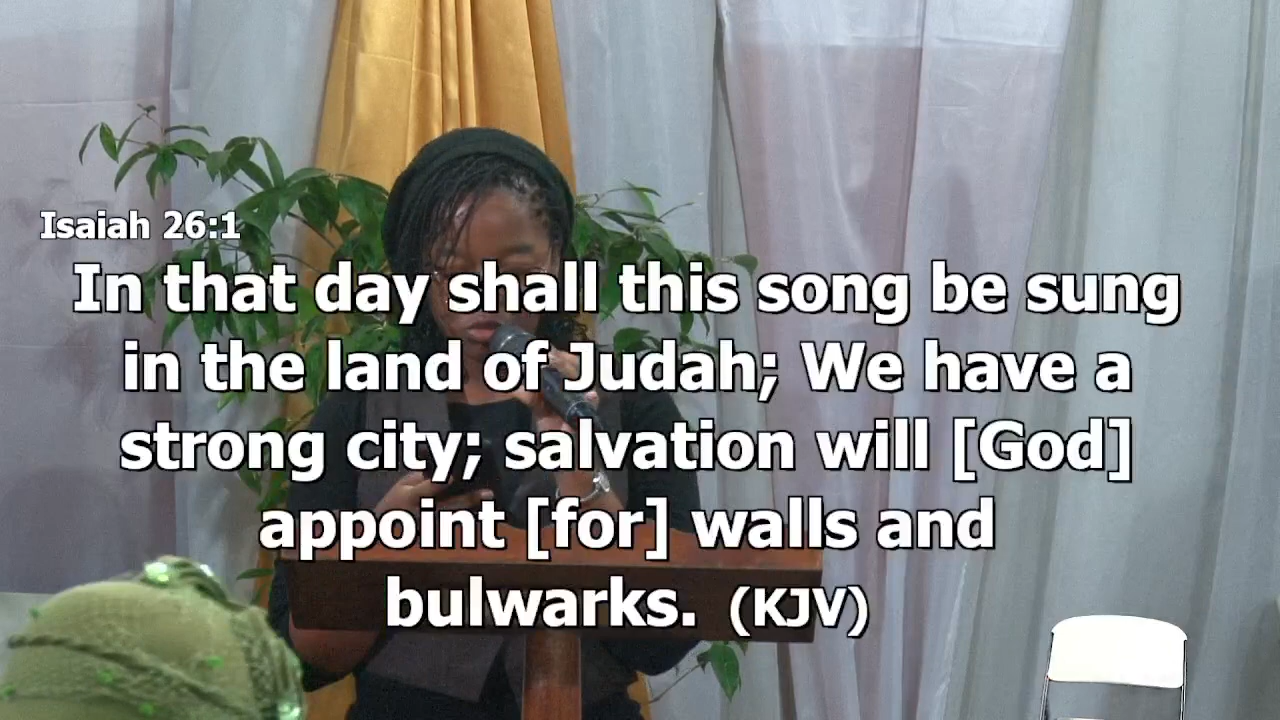 Isaiah 26:1
In that day shall this song be sung
in the land of Judah; We have a
strong city; salvation will [God]
appoint [for] walls and
bulwarks. (KJV)